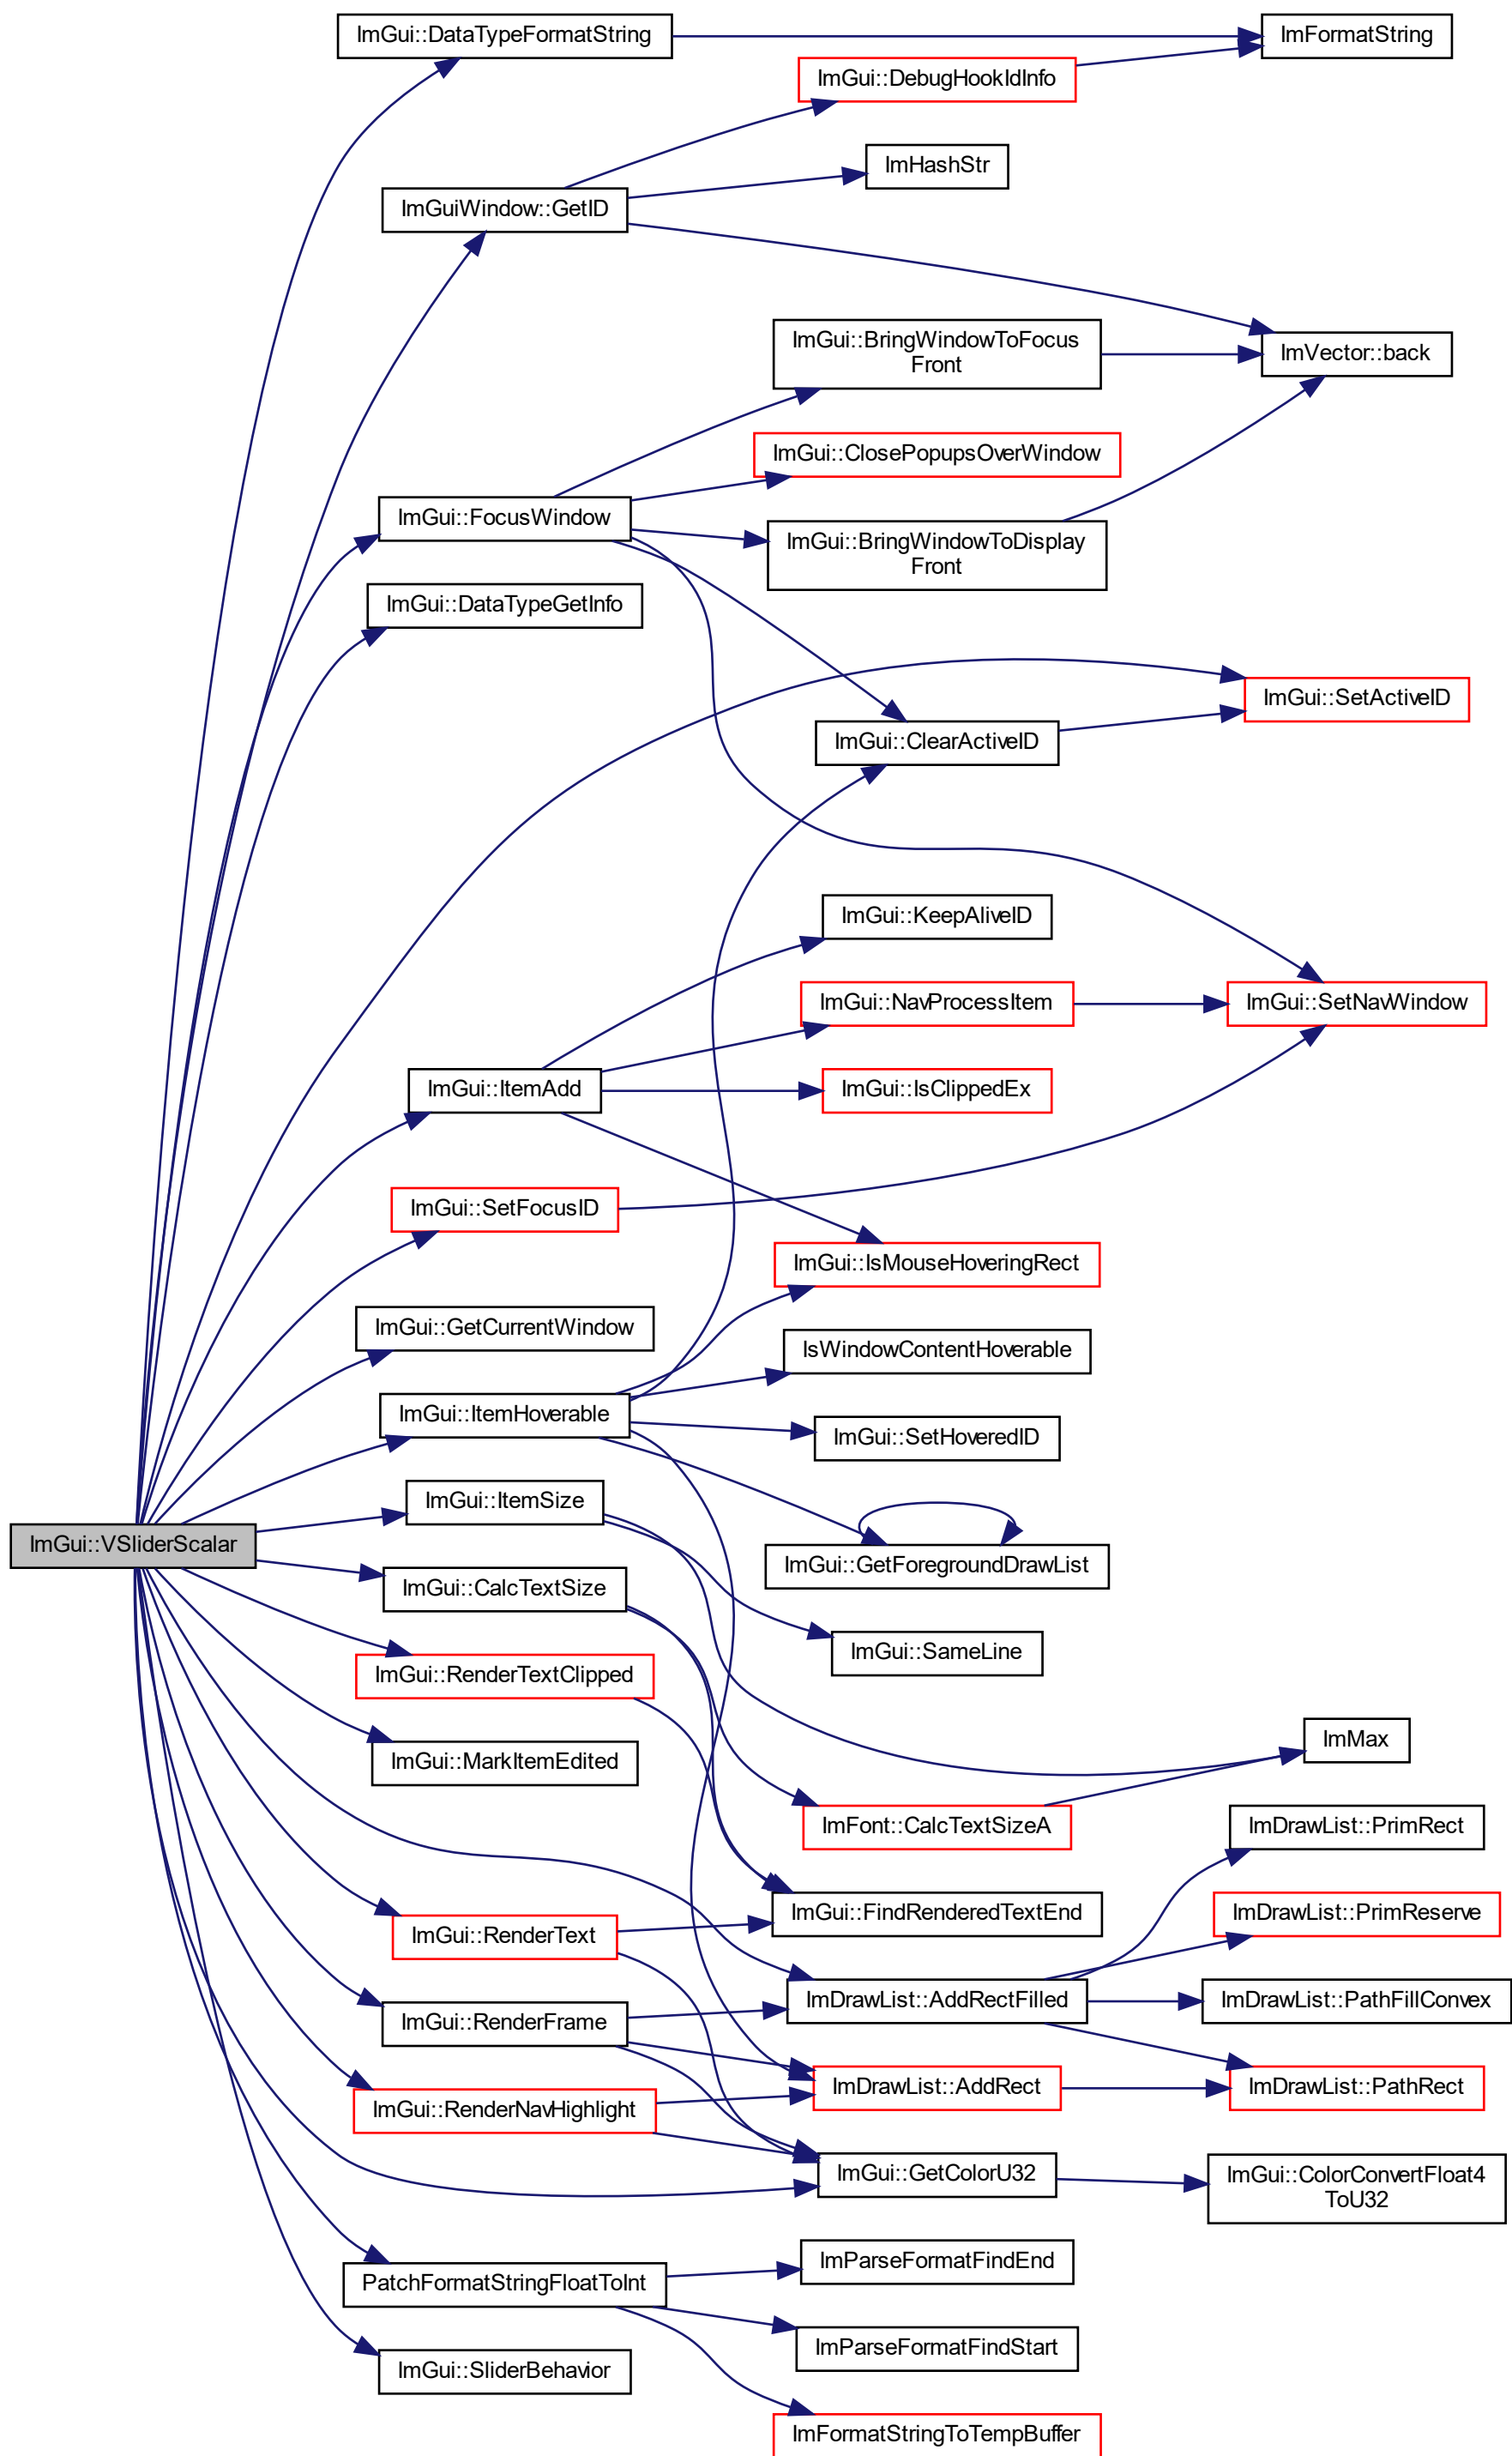 ImGui::DataTypeFormatString
ImFormatString
ImGui::DebugHookIdInfo
ImHashStr
ImGuiWindow::GetID
ImGui::BringWindowToFocus
Front
ImVector::back
ImGui::ClosePopupsOverWindow
ImGui::FocusWindow
ImGui::BringWindowToDisplay
Front
ImGui::DataTypeGetInfo
ImGui::SetActiveID
ImGui::ClearActiveID
ImGui::KeepAliveID
ImGui::NavProcessItem
ImGui::SetNavWindow
ImGui::ItemAdd
ImGui::IsClippedEx
ImGui::SetFocusID
ImGui::IsMouseHoveringRect
ImGui::GetCurrentWindow
IsWindowContentHoverable
ImGui::ItemHoverable
ImGui::SetHoveredID
ImGui::ItemSize
ImGui::VSliderScalar
ImGui::GetForegroundDrawList
ImGui::CalcTextSize
ImGui::SameLine
ImGui::RenderTextClipped
ImMax
ImGui::MarkItemEdited
ImFont::CalcTextSizeA
ImDrawList::PrimRect
ImGui::FindRenderedTextEnd
ImDrawList::PrimReserve
ImGui::RenderText
ImDrawList::AddRectFilled
ImDrawList::PathFillConvex
ImGui::RenderFrame
ImDrawList::AddRect
ImDrawList::PathRect
ImGui::RenderNavHighlight
ImGui::GetColorU32
ImGui::ColorConvertFloat4
ToU32
ImParseFormatFindEnd
PatchFormatStringFloatToInt
ImParseFormatFindStart
ImGui::SliderBehavior
ImFormatStringToTempBuffer